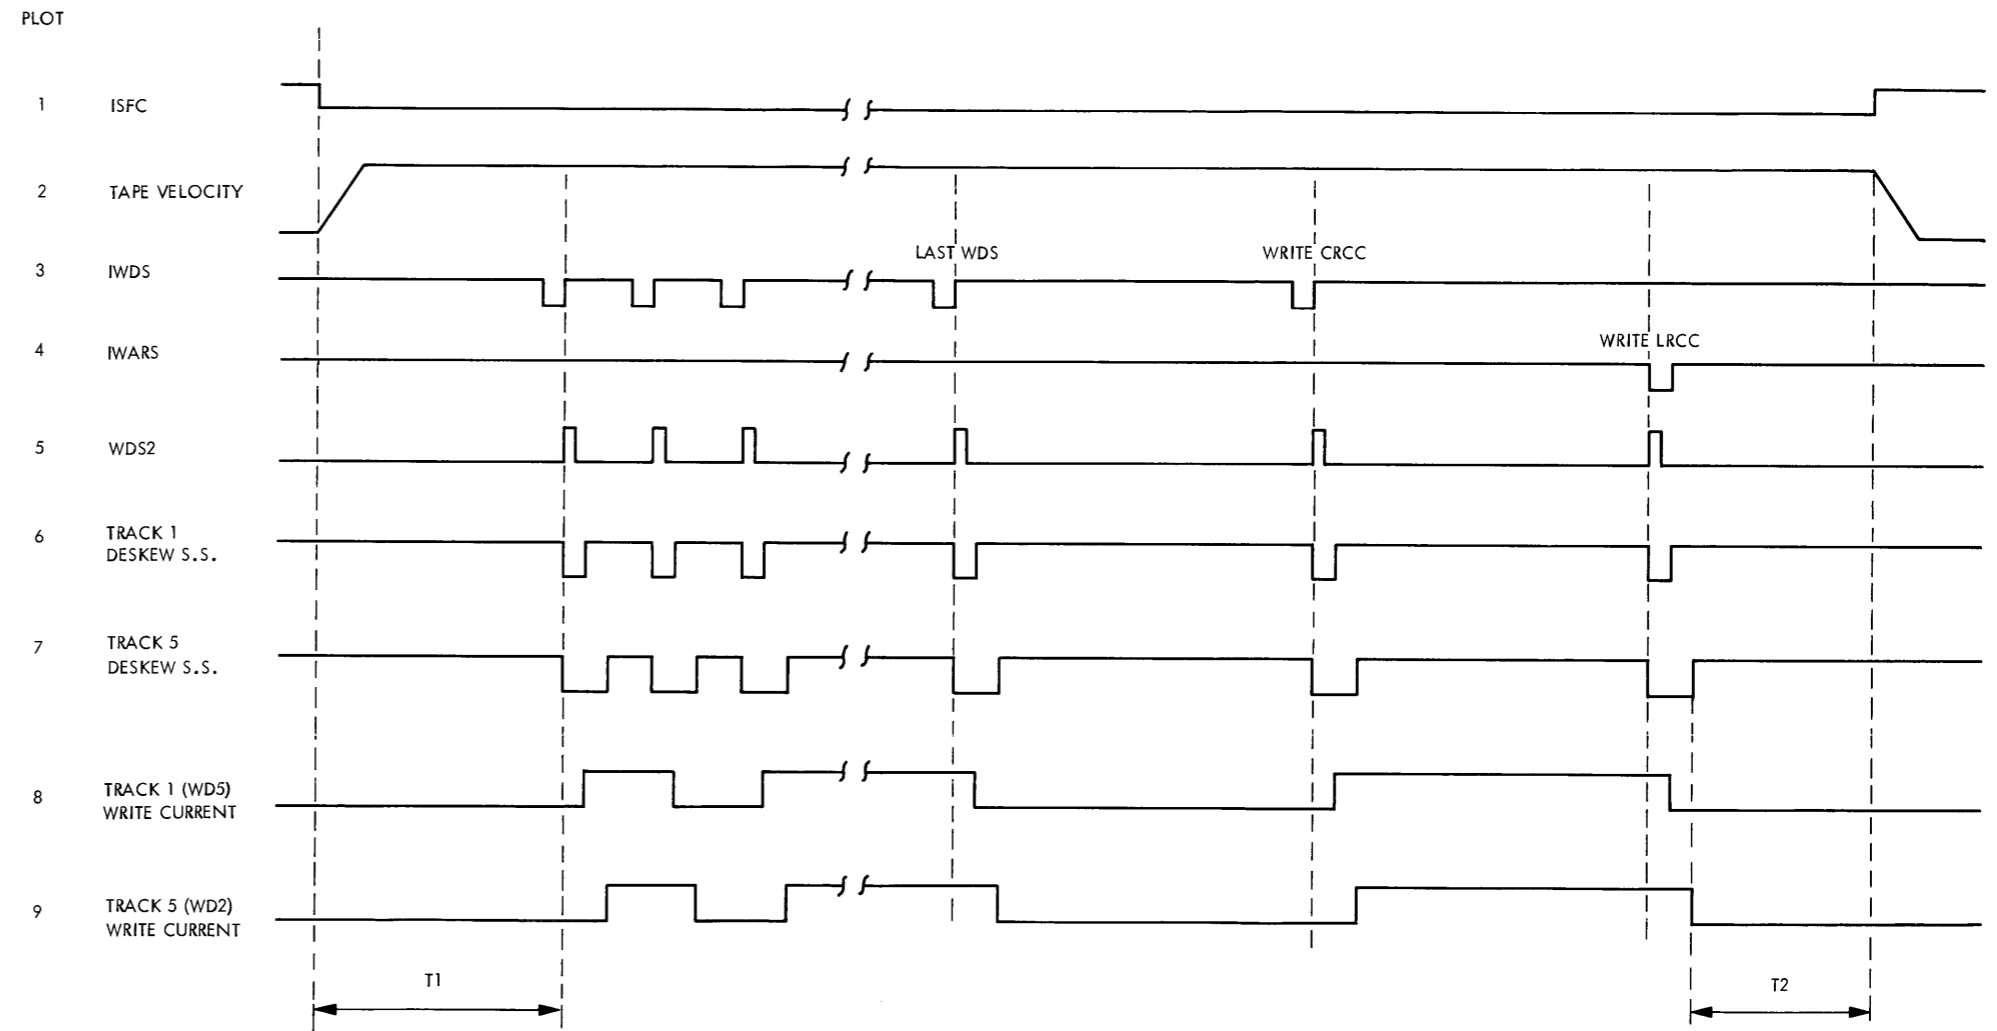 PLOT
1 ISFC
2 TAPE VELOCITY
LAST WDS WRITE CRCC
3 IWDS
WRITE LRCC
4 IWARS
5 WDS2
6 TRACK 1
DESKEW S.S.
7 TRACK 5
DESKEW S.S.
8 TRACK 1 (WD5)
WRITE CURRENT
9 TRACK 5 (WD2)
WRITE CURRENT
T1 T2